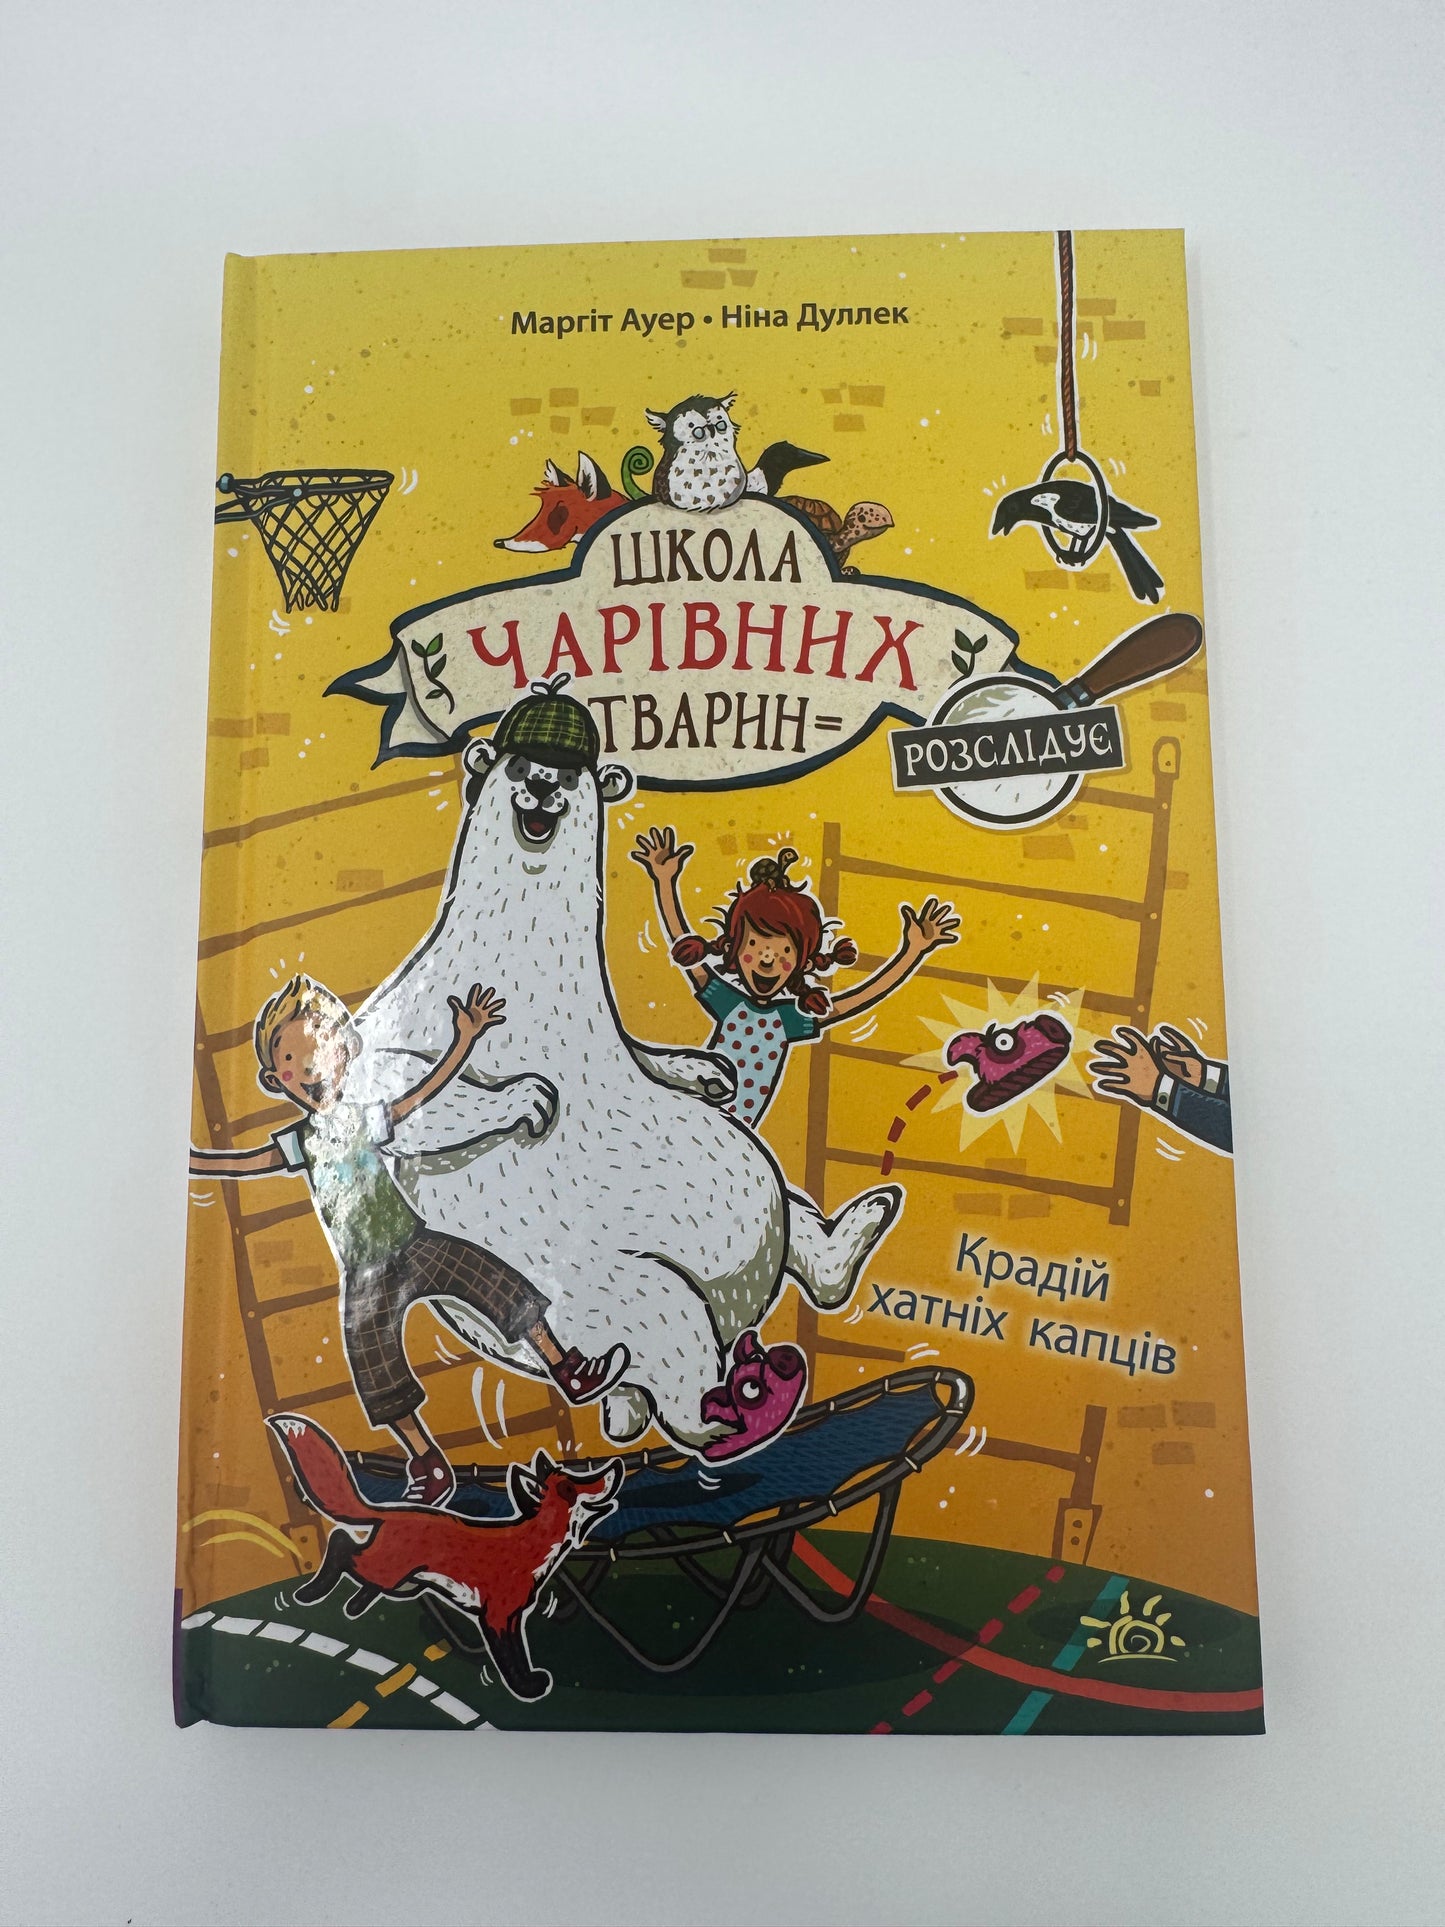 Маргіт Ауер • Ніна Дуллек
ШКОЛА
ЧАРІВНИХ
ТВАРИН=
РОЗСЛІДУЄ
Крадій
хатніх капців